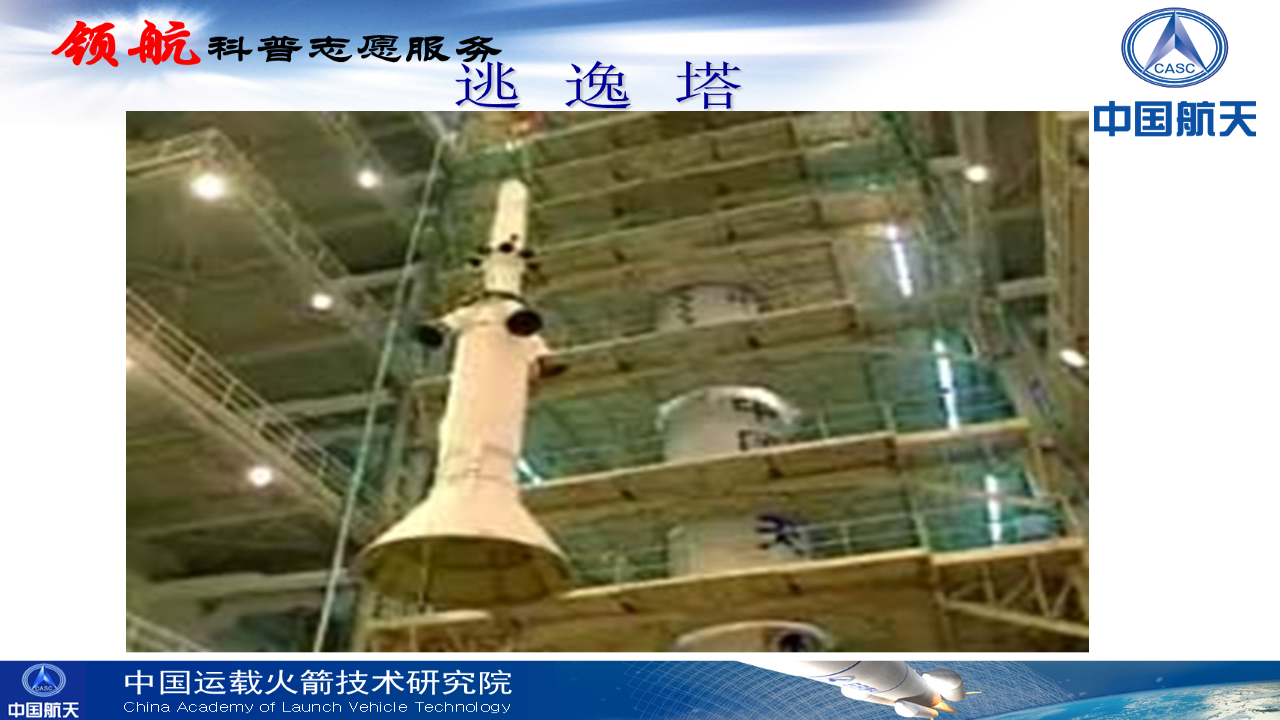 领航科普志愿服务
逃逸塔
CASC
中国航天
天
CASC
中国航天
中国运载火箭技术研究院
China Academy of Launch Vehicle Technology